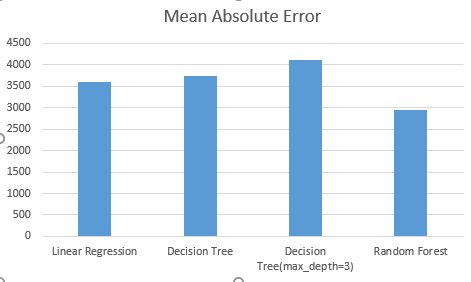 Mean Absolute Error
4500
4000
3500
3000
2500
2000
1500
1000
500
0
Linear Regression
Decision Tree
Decision
Tree(max_depth=3)
Random Forest